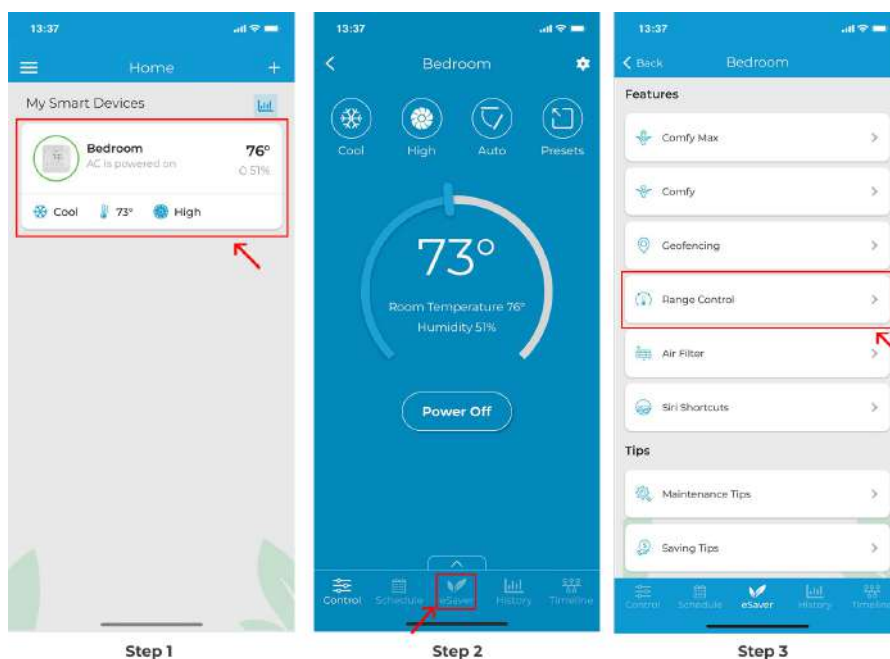 13:37
Home
+
My Smart Devices
Bedroom
76°
AC is powered on
51%
Cool
73°
High
Step 1
13:37
Bedroom
Cool
High
Auto
Presets
73°
Room Temperature 76°
Humidity 51%
Power Off
Control
Schedule
eSaver
History
Timeline
Step 2
13:37
Back
Bedroom
Features
Comfy Max
Comfy
Geofencing
Range Control
Air Filter
Siri Shortcuts
Tips
Maintenance Tips
Saving Tips
Control
Schedule
eSaver
History
Timeline
Step 3